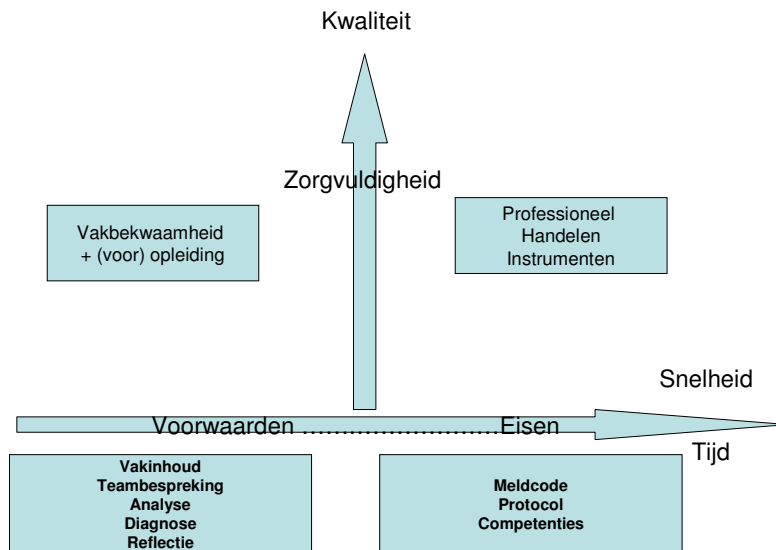 Kwaliteit
Zorgvuldigheid
Vakbekwaamheid
+ (voor) opleiding
Professioneel
Handelen
Instrumenten
Snelheid
Voorwaarden ……………………Eisen
Tijd
Vakinhoud
Teambespreking
Analyse
Diagnose
Reflectie
Meldcode
Protocol
Competenties